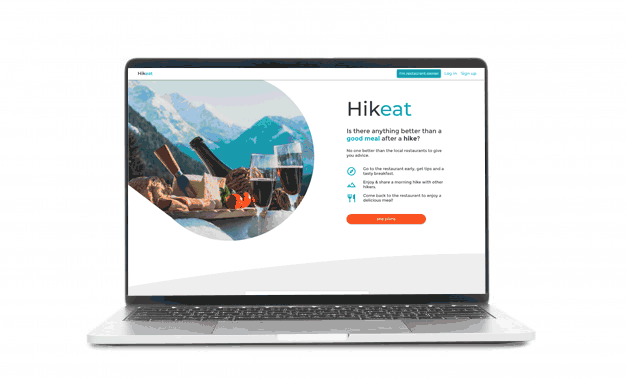 Hikeat
I'm restaurant owner
Log in
Sign up
Hikeat
Is there anything better than a
good meal after a hike?
No one better than the local restaurants to give
you advice.
Go to the restaurant early, get tips and a
tasty breakfast.
Enjoy & share a morning hike with other
hikers.
Come back to the restaurant to enjoy a
delicious meal!